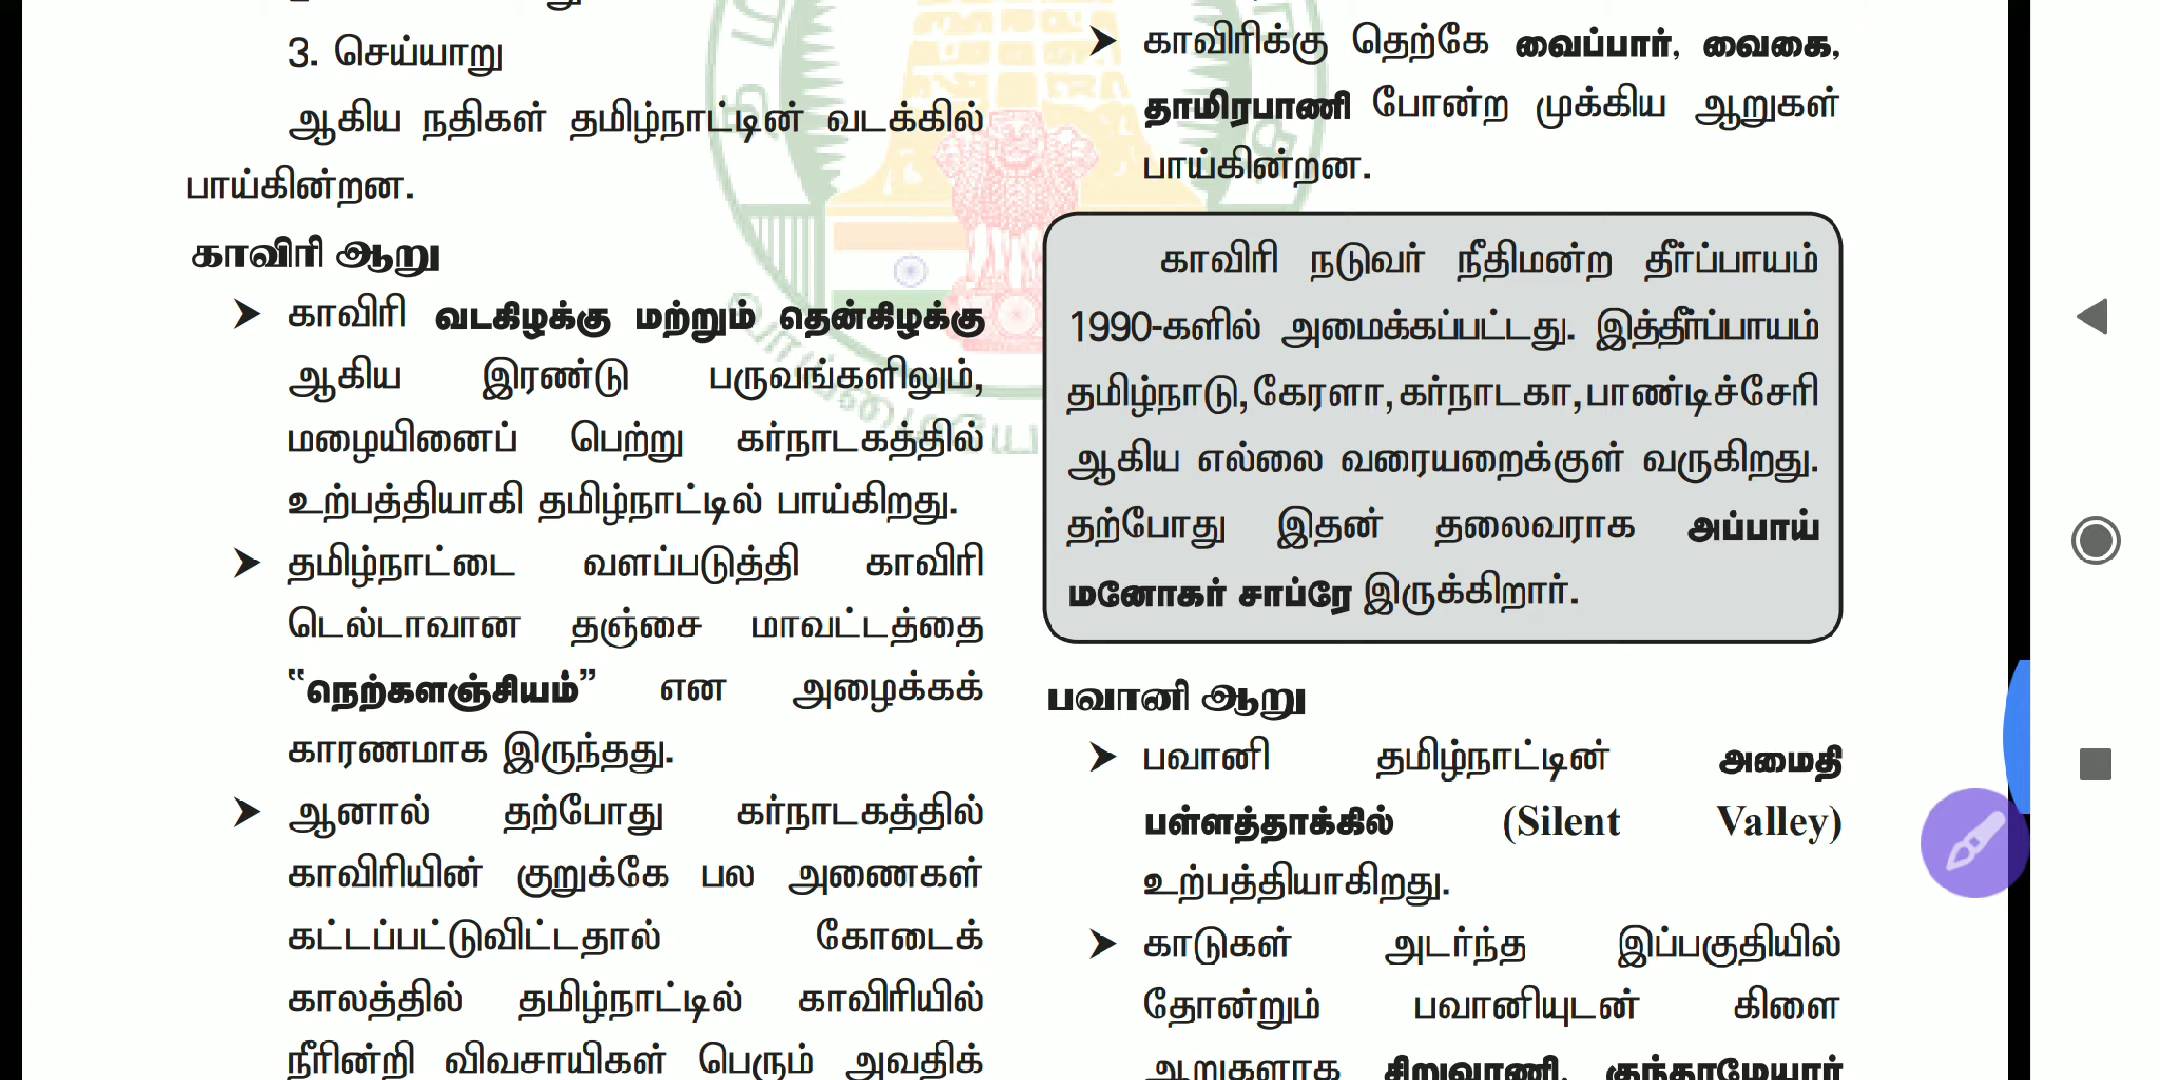 3. செய்யாறு
ஆகிய நதிகள் தமிழ்நாட்டின் வடக்கில்
பாய்கின்றன.
காவிரி ஆறு
➤ காவிரி வடகிழக்கு மற்றும் தென்கிழக்கு
ஆகிய இரண்டு பருவங்களிலும்,
மழையினைப் பெற்று கர்நாடகத்தில்
உற்பத்தியாகி தமிழ்நாட்டில் பாய்கிறது.
➤ தமிழ்நாட்டை வளப்படுத்தி காவிரி
டெல்டாவான தஞ்சை மாவட்டத்தை
“நெற்களஞ்சியம்” என அழைக்கக்
காரணமாக இருந்தது.
➤ ஆனால் தற்போது கர்நாடகத்தில்
காவிரியின் குறுக்கே பல அணைகள்
கட்டப்பட்டுவிட்டதால் கோடைக்
காலத்தில் தமிழ்நாட்டில் காவிரியில்
நீரின்றி விவசாயிகள் பெரும் அவதிக்
➤ காவிரிக்கு தெற்கே வைப்பார், வைகை,
தாமிரபாணி போன்ற முக்கிய ஆறுகள்
பாய்கின்றன.
காவிரி நடுவர் நீதிமன்ற தீர்ப்பாயம்
1990-களில் அமைக்கப்பட்டது. இத்தீர்ப்பாயம்
தமிழ்நாடு,கேரளா,கர்நாடகா,பாண்டிச்சேரி
ஆகிய எல்லை வரையறைக்குள் வருகிறது.
தற்போது இதன் தலைவராக அப்பாய்
மனோகர் சாப்ரே இருக்கிறார்.
பவானி ஆறு
➤ பவானி தமிழ்நாட்டின் அமைதி
பள்ளத்தாக்கில் (Silent Valley)
உற்பத்தியாகிறது.
➤ காடுகள் அடர்ந்த இப்பகுதியில்
தோன்றும் பவானியுடன் கிளை
ஆறுகளாக சிறுவாணி, குந்தாமேயார்